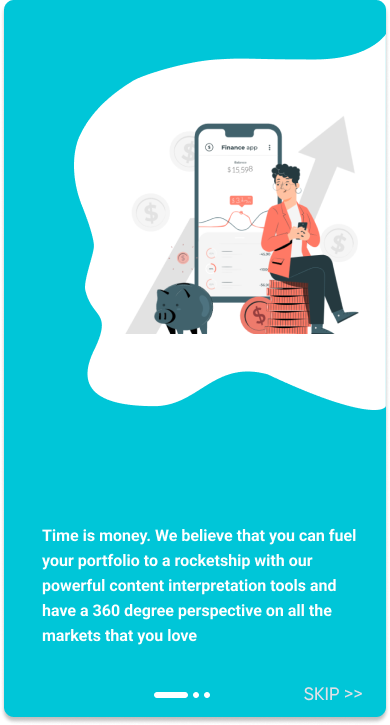 Finance app
Balance
$15,598
Time is money. We believe that you can fuel
your portfolio to a rocketship with our
powerful content interpretation tools and
have a 360 degree perspective on all the
markets that you love
SKIP >>